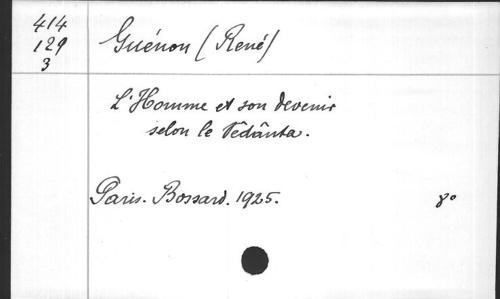 414
129
3
Guénon (René)
L'Homme et son devenir
selon le Vêdânta.
Paris. Bossard. 1925. 8°